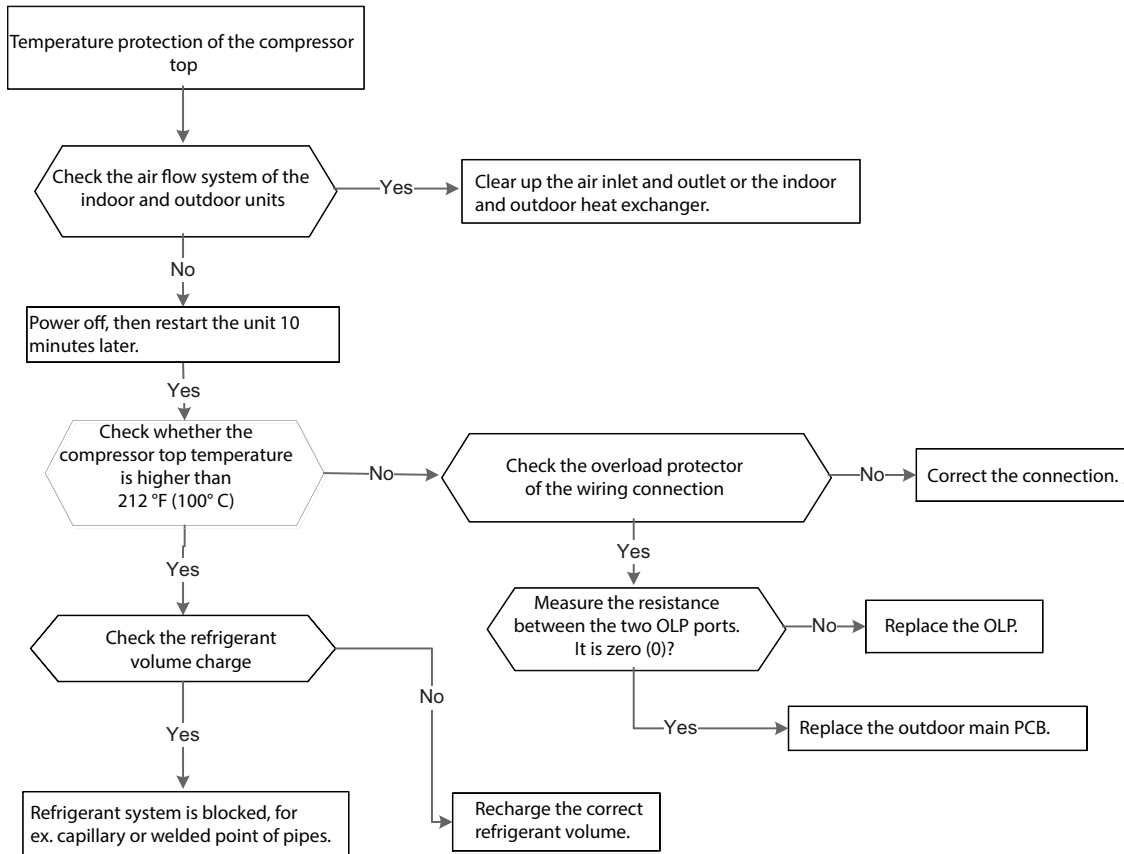 Temperature protection of the compressor
top
Check the air flow system of the
indoor and outdoor units
Yes
Clear up the air inlet and outlet or the indoor
and outdoor heat exchanger.
No
Power off, then restart the unit 10
minutes later.
Yes
Check whether the
compressor top temperature
is higher than
212 °F (100° C)
No
Check the overload protector
of the wiring connection
No
Correct the connection.
Yes
Yes
Measure the resistance
between the two OLP ports.
It is zero (0)?
No
Replace the OLP.
Check the refrigerant
volume charge
No
Yes
Yes
Replace the outdoor main PCB.
Refrigerant system is blocked, for
ex. capillary or welded point of pipes.
Recharge the correct
refrigerant volume.